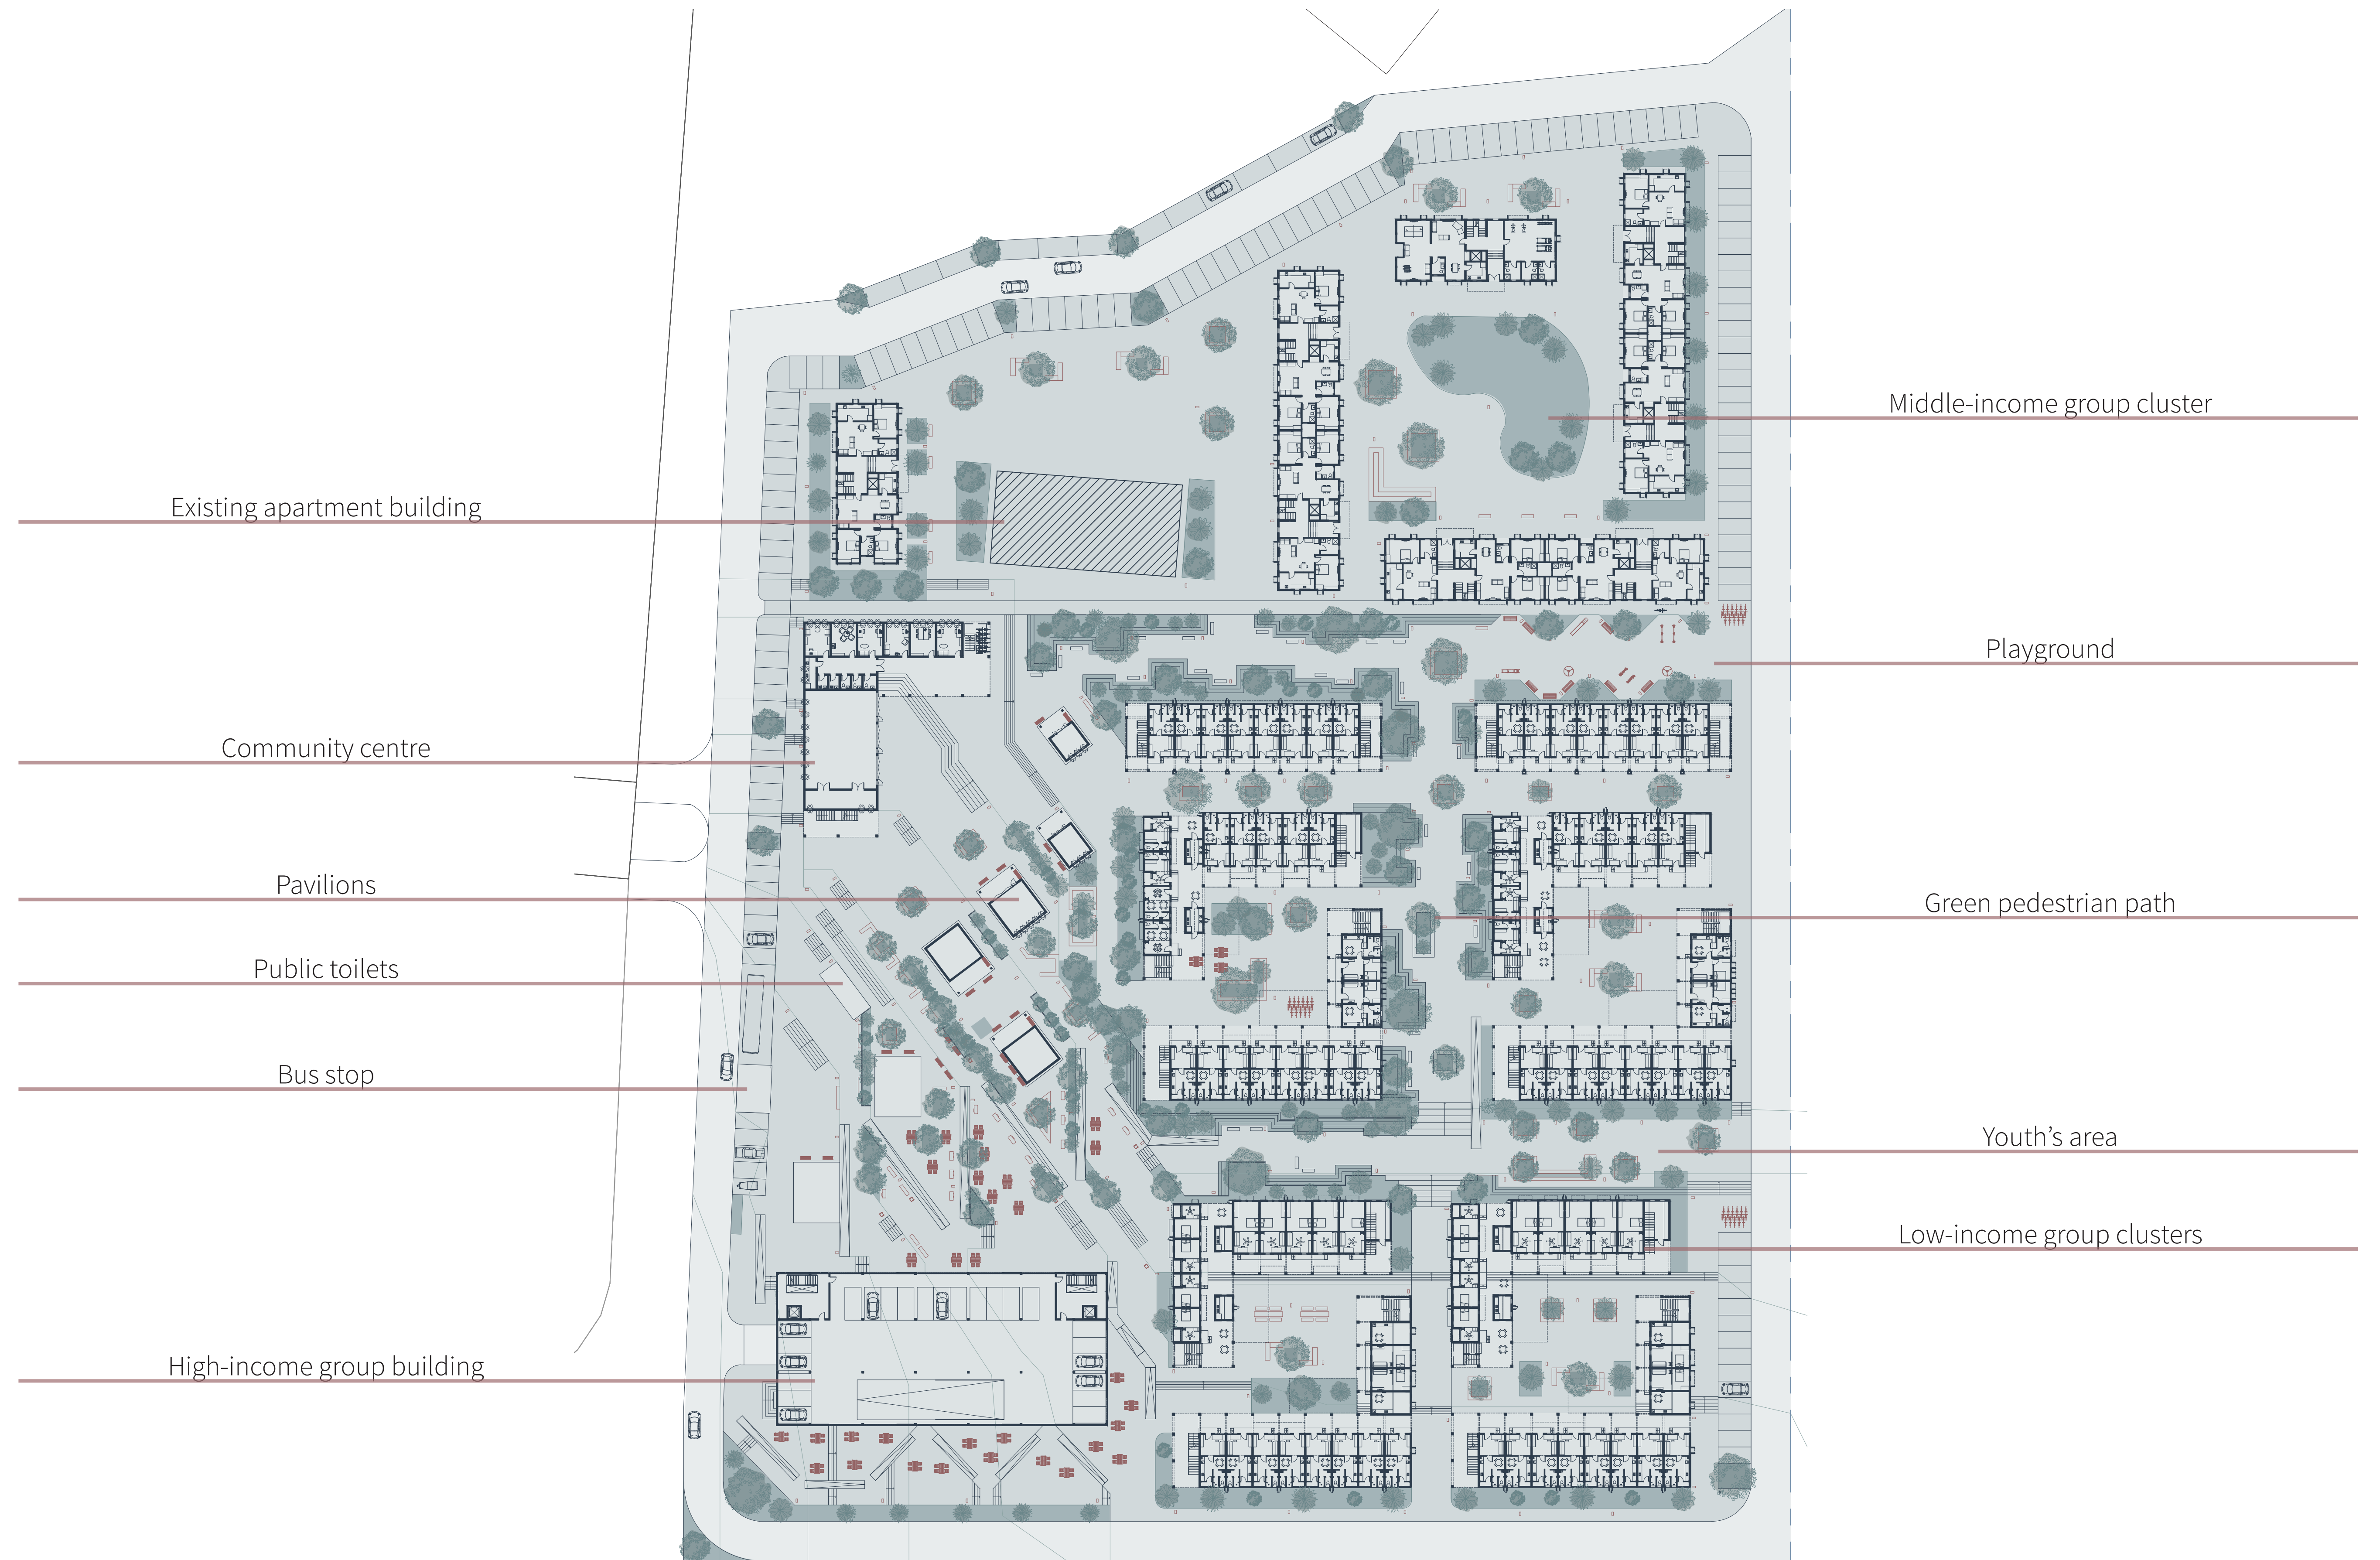 Existing apartment building
Community centre
Pavilions
Public toilets
Bus stop
High-income group building
Middle-income group cluster
Playground
Green pedestrian path
Youth’s area
Low-income group clusters